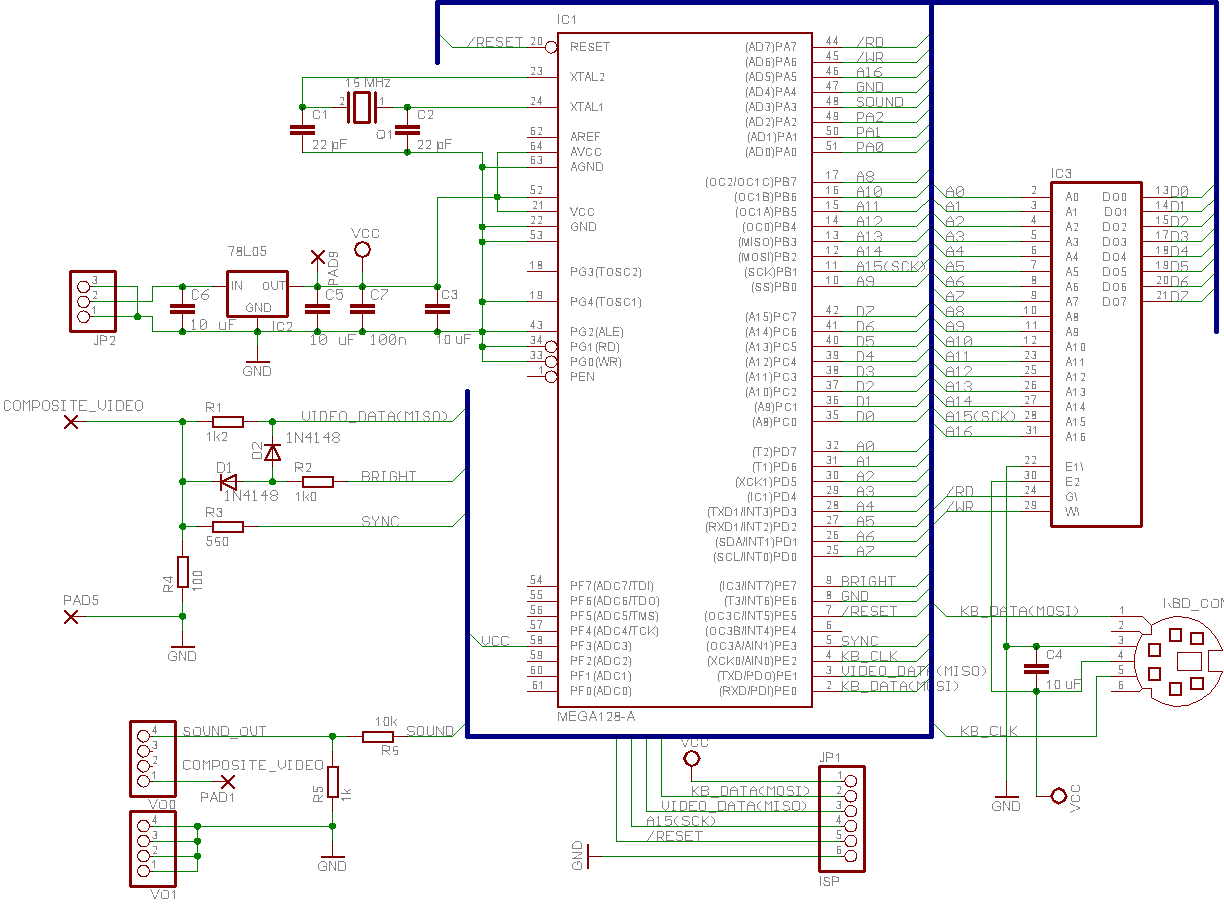 IC1
/RESET 20 RESET
23 XTAL2
15 MHz
2 1
24 XTAL1
C1
22 pF
Q1
C2
22 pF
62 AREF
64 AVCC
63 AGND
52
21 VCC
22 GND
53
18 PG3(TOSC2)
19 PG4(TOSC1)
43 PG2(ALE)
34 PG1(RD)
33 PG0(WR)
1 PEN
54 PF7(ADC7/TDI)
55 PF6(ADC6/TDO)
56 PF5(ADC5/TMS)
57 PF4(ADC4/TCK)
VCC 58 PF3(ADC3)
59 PF2(ADC2)
60 PF1(ADC1)
61 PF0(ADC0)
MEGA128-A
(AD7)PA7 44 /RD
(AD6)PA6 45 /WR
(AD5)PA5 46 A16
(AD4)PA4 47 GND
(AD3)PA3 48 SOUND
(AD2)PA2 49 PA2
(AD1)PA1 50 PA1
(AD0)PA0 51 PA0
(OC2/OC1C)PB7 17 A8
(OC1B)PB6 16 A10
(OC1A)PB5 15 A11
(OC0)PB4 14 A12
(MISO)PB3 13 A13
(MOSI)PB2 12 A14
(SCK)PB1 11 A15(SCK)
(SS)PB0 10 A9
(A15)PC7 42 D7
(A14)PC6 41 D6
(A13)PC5 40 D5
(A12)PC4 39 D4
(A11)PC3 38 D3
(A10)PC2 37 D2
(A9)PC1 36 D1
(A8)PC0 35 D0
(T2)PD7 32 A0
(T1)PD6 31 A1
(XCK1)PD5 30 A2
(IC1)PD4 29 A3
(TXD1/INT3)PD3 28 A4
(RXD1/INT2)PD2 27 A5
(SDA/INT1)PD1 26 A6
(SCL/INT0)PD0 25 A7
(IC3/INT7)PE7 9 BRIGHT
(T3/INT6)PE6 8 GND
(OC3C/INT5)PE5 7 /RESET
(OC3B/INT4)PE4 6
(OC3A/AIN1)PE3 5 SYNC
(XCK0/AIN0)PE2 4 KB_CLK
(TXD/PDO)PE1 3 VIDEO_DATA(MISO)
(RXD/PDI)PE0 2 KB_DATA(MOSI)
IC3
A0 2 A0
A1 3 A1
A2 4 A2
A3 5 A3
A4 6 A4
A5 7 A5
A6 8 A6
A7 9 A7
A8 10 A8
A9 11 A9
A10 12 A10
A11 23 A11
A12 25 A12
A13 26 A13
A14 27 A14
A15(SCK) 28 A15
A16 31 A16
22 E1\
30 E2
/RD 24 G\
/WR 29 W\
DO0 13 D0
DO1 14 D1
DO2 15 D2
DO3 17 D3
DO4 18 D4
DO5 19 D5
DO6 20 D6
DO7 21 D7
78L05
IN OUT
GND
IC2
PAD9
VCC
3
2
1
JP2
C6
10 uF
GND
C5
10 uF
C7
100n
C3
10 uF
COMPOSITE_VIDEO
R1
1k2
VIDEO_DATA(MISO)
D2
1N4148
D1
1N4148
R2
1k0
BRIGHT
R3
560
SYNC
R4
100
PAD5
GND
4
3
2
1
VO0
SOUND_OUT
COMPOSITE_VIDEO
PAD1
10k
R6
SOUND
R5
1k
4
3
2
1
VO1
GND
VCC
JP1
1
KB_DATA(MOSI) 2
VIDEO_DATA(MISO) 3
A15(SCK) 4
/RESET 5
GND 6
ISP
KB_DATA(MOSI) 1
2
3
4
5
6
C4
10 uF
KB_CLK
GND
VCC